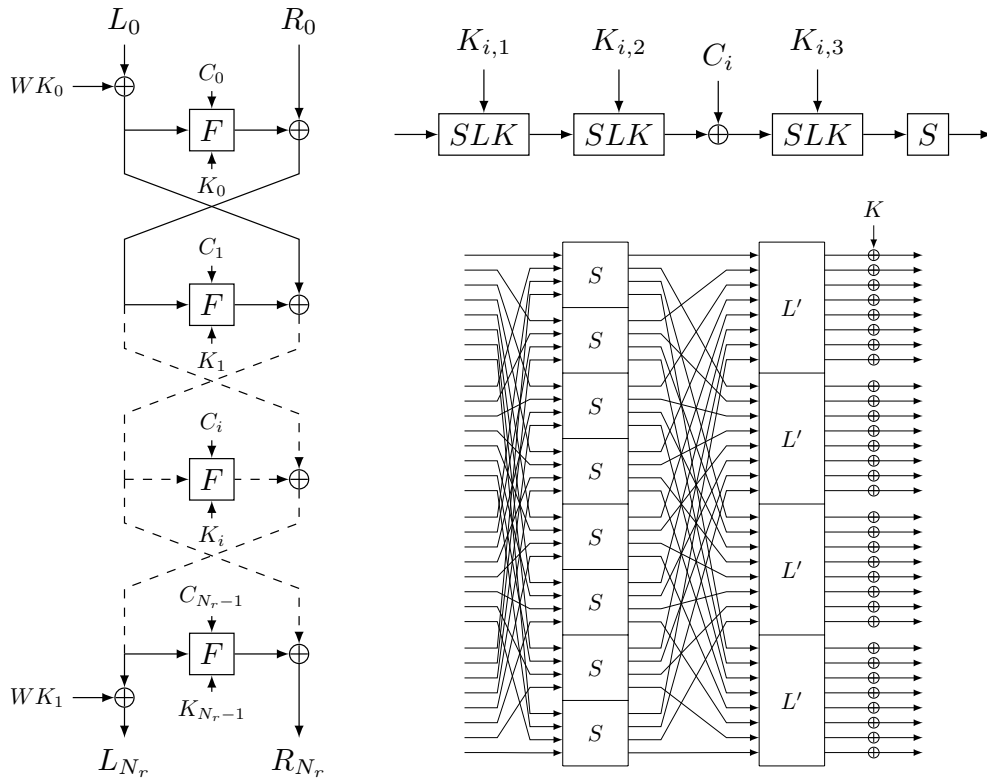 L_0
R_0
WK_0
C_0
F
K_0
C_1
F
K_1
C_i
F
K_i
C_{N_r-1}
F
WK_1
K_{N_r-1}
L_{N_r}
R_{N_r}
K_{i,1}
K_{i,2}
C_i
K_{i,3}
SLK
SLK
SLK
S
K
S
S
S
S
S
S
S
S
L'
L'
L'
L'